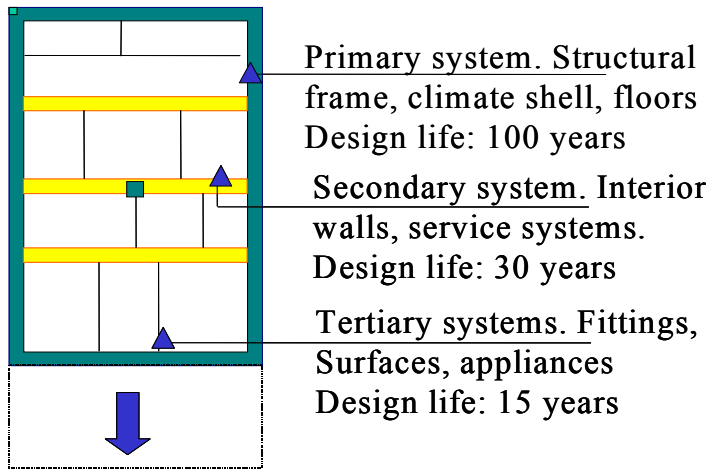 Primary system. Structural
frame, climate shell, floors
Design life: 100 years
Secondary system. Interior
walls, service systems.
Design life: 30 years
Tertiary systems. Fittings,
Surfaces, appliances
Design life: 15 years